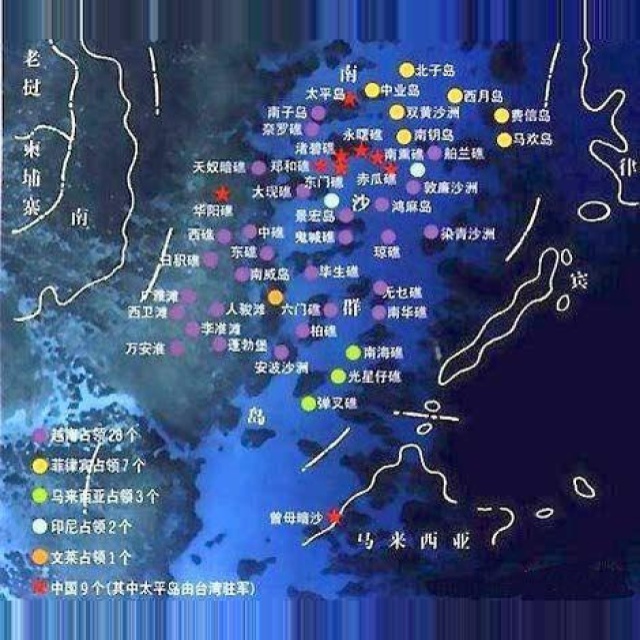 老挝
柬埔寨
南
北子岛
南
太平岛
中业岛
西月岛
南子岛
双黄沙洲
费信岛
奈罗礁
永曙礁
南钥岛
马欢岛
渚碧礁
南熏礁
舶兰礁
天奴暗礁
郑和礁
东门礁
赤瓜礁
大现礁
敦廉沙洲
华阳礁
沙
鸿庥岛
景宏岛
西礁
中礁
鬼喊礁
琼礁
染青沙洲
日积礁
东礁
南威岛
毕生礁
无乜礁
宾
律
广雅滩
西卫滩
人骏滩
六门礁
群
南华礁
李准滩
柏礁
万安滩
蓬勃堡
安波沙洲
南海礁
光星仔礁
弹叉礁
岛
越南占领28个
菲律宾占领7个
马来西亚占领3个
印尼占领2个
曾母暗沙
马来西亚
文莱占领1个
中国9个(其中太平岛由台湾驻军)